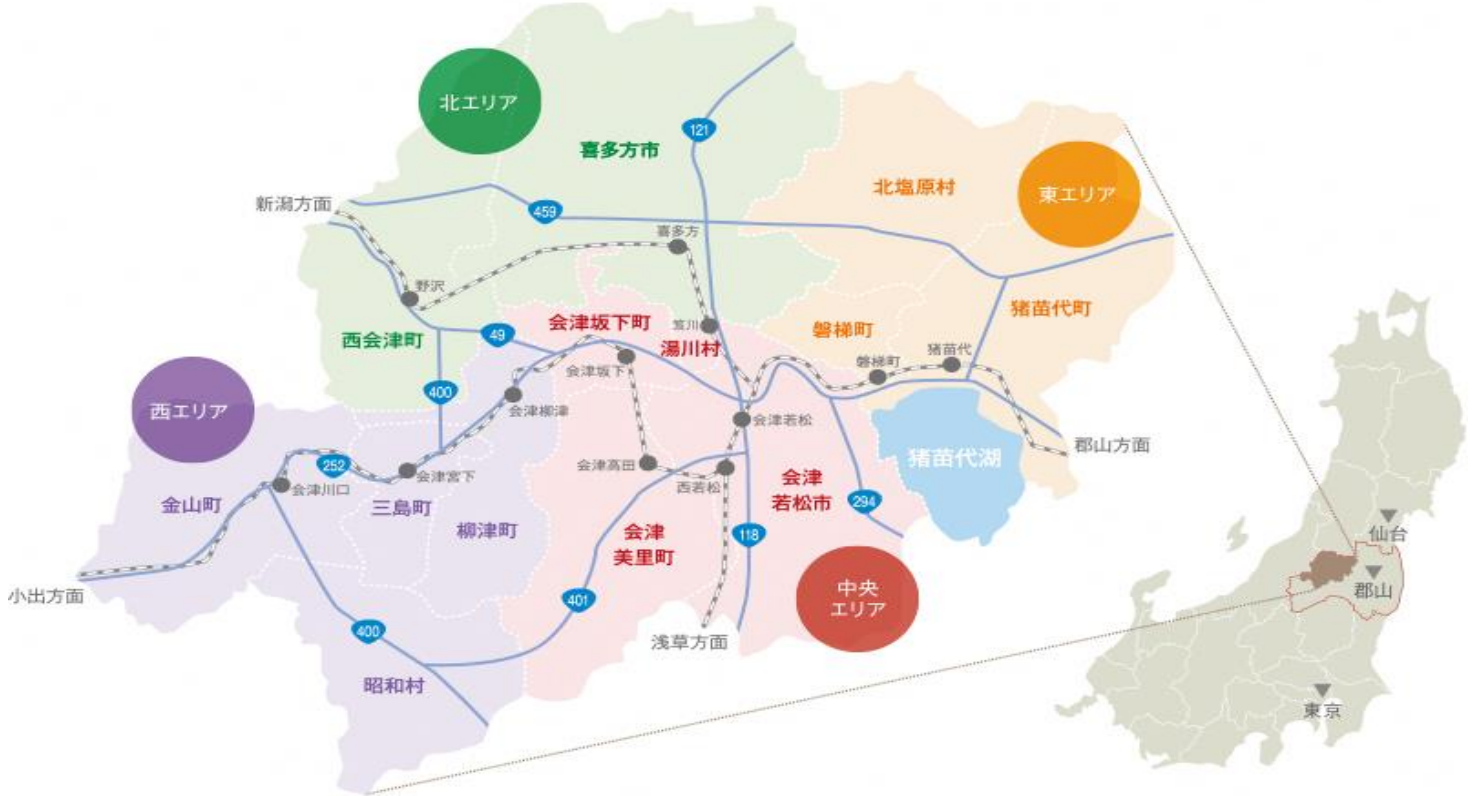 北エリア
喜多方市
121
北塩原村
東エリア
新潟方面
459
喜多方
野沢
猪苗代町
会津坂下町
笈川
磐梯町
西会津町
49
湯川村
猪苗代
会津坂下
磐梯町
西エリア
400
会津柳津
会津若松
郡山方面
猪苗代湖
252
会津宮下
会津高田
西若松
会津
若松市
会津川口
金山町
三島町
294
柳津町
会津
美里町
118
仙台
郡山
小出方面
401
中央
エリア
400
浅草方面
昭和村
東京